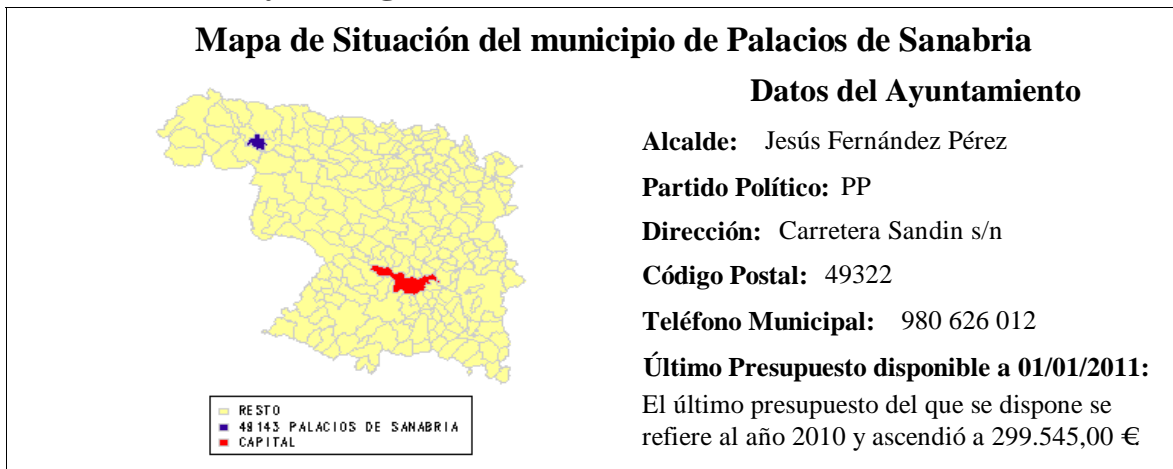 Mapa de Situación del municipio de Palacios de Sanabria
Datos del Ayuntamiento
Alcalde: Jesús Fernández Pérez
Partido Político: PP
Dirección: Carretera Sandin s/n
Código Postal: 49322
Teléfono Municipal: 980 626 012
Último Presupuesto disponible a 01/01/2011:
El último presupuesto del que se dispone se
refiere al año 2010 y ascendió a 299.545,00 €
RESTO
49143 PALACIOS DE SANABRIA
CAPITAL